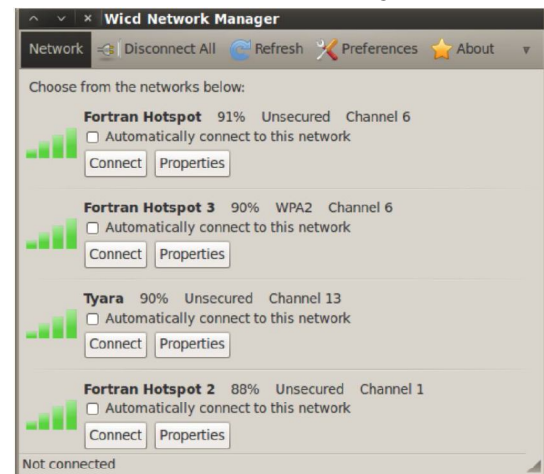 Wicd Network Manager
Network Disconnect All Refresh Preferences About
Choose from the networks below:
Fortran Hotspot 91% Unsecured Channel 6
Automatically connect to this network
Connect Properties
Fortran Hotspot 3 90% WPA2 Channel 6
Automatically connect to this network
Connect Properties
Tyara 90% Unsecured Channel 13
Automatically connect to this network
Connect Properties
Fortran Hotspot 2 88% Unsecured Channel 1
Automatically connect to this network
Connect Properties
Not connected